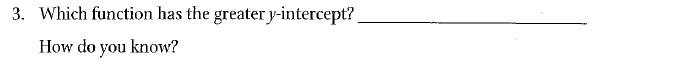 3. Which function has the greater y-intercept?
How do you know?